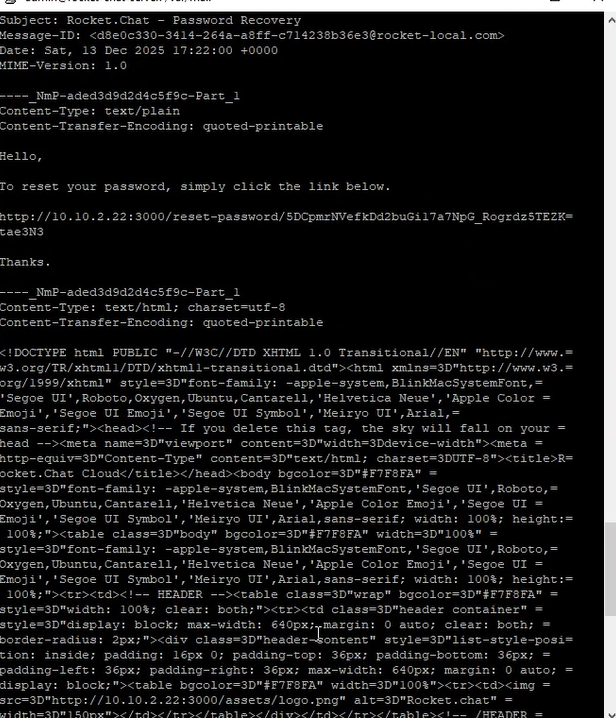 Subject: Rocket.Chat - Password Recovery
Message-ID: <d8e0c330-3414-264a-a8ff-c714238b36e3@rocket-local.com>
Date: Sat, 13 Dec 2025 17:22:00 +0000
MIME-Version: 1.0
----_NmP-aded3d9d2d4c5f9c-Part_1
Content-Type: text/plain
Content-Transfer-Encoding: quoted-printable
Hello,
To reset your password, simply click the link below.
http://10.10.2.22:3000/reset-password/5DCpmrNVefkDd2buGi17a7NpG_Rogrdz5TEZK=
tae3N3
Thanks.
----_NmP-aded3d9d2d4c5f9c-Part_1
Content-Type: text/html; charset=utf-8
Content-Transfer-Encoding: quoted-printable
<!DOCTYPE html PUBLIC "-//W3C//DTD XHTML 1.0 Transitional//EN" "http://www.=
w3.org/TR/xhtml1/DTD/xhtml1-transitional.dtd"><html xmlns=3D"http://www.w3.=
org/1999/xhtml" style=3D"font-family: -apple-system,BlinkMacSystemFont,=
'Segoe UI',Roboto,Oxygen,Ubuntu,Cantarell,'Helvetica Neue','Apple Color =
Emoji','Segoe UI Emoji','Segoe UI Symbol','Meiryo UI',Arial,=
sans-serif;"><head><!-- If you delete this tag, the sky will fall on your =
head --><meta name=3D"viewport" content=3D"width=3Ddevice-width"><meta =
http-equiv=3D"Content-Type" content=3D"text/html; charset=3DUTF-8"><title>R=
ocket.Chat Cloud</title></head><body bgcolor=3D"#F7F8FA" =
style=3D"font-family: -apple-system,BlinkMacSystemFont,'Segoe UI',Roboto,=
Oxygen,Ubuntu,Cantarell,'Helvetica Neue','Apple Color Emoji','Segoe UI =
Emoji','Segoe UI Symbol','Meiryo UI',Arial,sans-serif; width: 100%; height:=
 100%;"><table class=3D"body" bgcolor=3D"#F7F8FA" width=3D"100%" =
style=3D"font-family: -apple-system,BlinkMacSystemFont,'Segoe UI',Roboto,=
Oxygen,Ubuntu,Cantarell,'Helvetica Neue','Apple Color Emoji','Segoe UI =
Emoji','Segoe UI Symbol','Meiryo UI',Arial,sans-serif; width: 100%; height:=
 100%;"><tr><td><!-- HEADER --><table class=3D"wrap" bgcolor=3D"#F7F8FA" =
style=3D"width: 100%; clear: both;"><tr><td class=3D"header container" =
style=3D"display: block; max-width: 640px; margin: 0 auto; clear: both; =
border-radius: 2px;"><div class=3D"header-content" style=3D"list-style-posi=
tion: inside; padding: 16px 0; padding-top: 36px; padding-bottom: 36px; =
padding-left: 36px; padding-right: 36px; max-width: 640px; margin: 0 auto; =
display: block;"><table bgcolor=3D"#F7F8FA" width=3D"100%"><tr><td><img =
src=3D"http://10.10.2.22:3000/assets/logo.png" alt=3D"Rocket.chat" =
width=3D"150px"></td></tr></table></div></td></tr></table><!-- /HEADER =